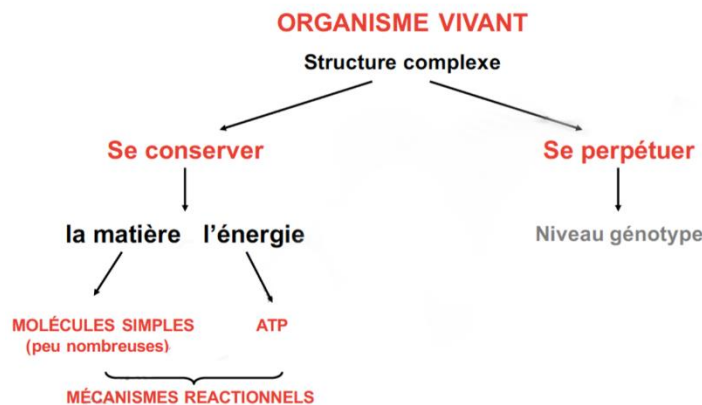 ORGANISME VIVANT
Structure complexe
Se conserver
Se perpétuer
la matière l'énergie
Niveau génotype
MOLÉCULES SIMPLES
(peu nombreuses)
ATP
MÉCANISMES REACTIONNELS